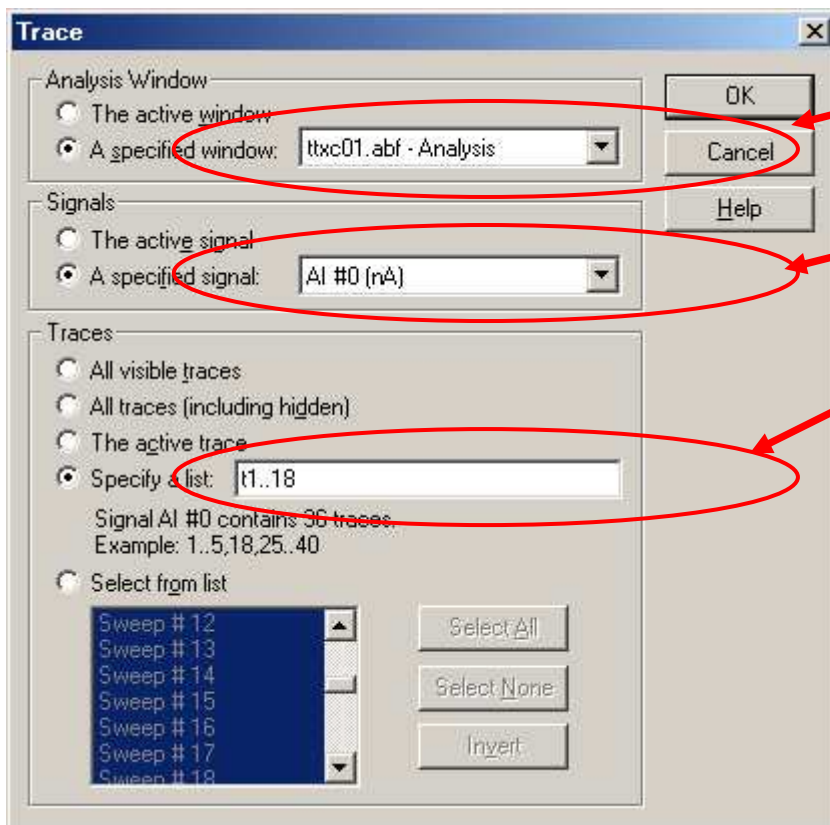 Trace
Analysis Window
The active window
A specified window: ttxc01.abf - Analysis
OK
Cancel
Help
Signals
The active signal
A specified signal: AI #0 (nA)
Traces
All visible traces
All traces (including hidden)
The active trace
Specify a list: t1..18
Signal AI #0 contains 36 traces.
Example: 1..5,18,25..40
Select from list
Sweep # 12
Sweep # 13
Sweep # 14
Sweep # 15
Sweep # 16
Sweep # 17
Sweep # 18
Select All
Select None
Invert